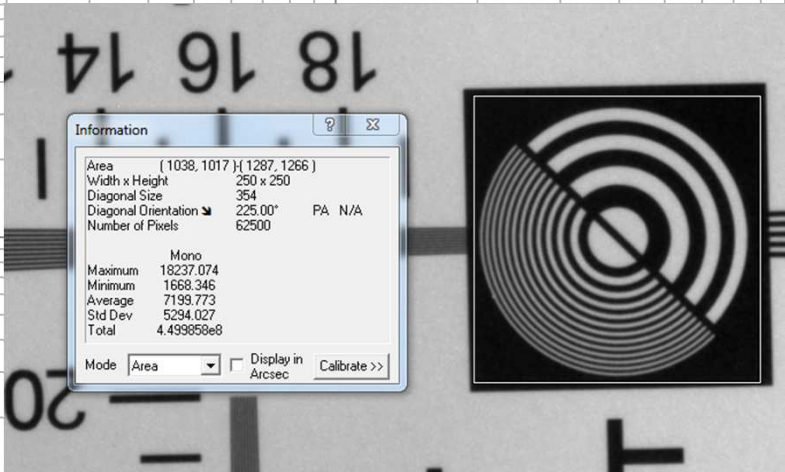 14 16 18
Information
Area ( 1038, 1017 )-( 1287, 1266 )
Width x Height 250 x 250
Diagonal Size 354
Diagonal Orientation 225.00° PA N/A
Number of Pixels 62500
Mono
Maximum 18237.074
Minimum 1668.346
Average 7199.773
Std Dev 5294.027
Total 4.499858e8
Mode Area Display in
Arcsec Calibrate >>
20